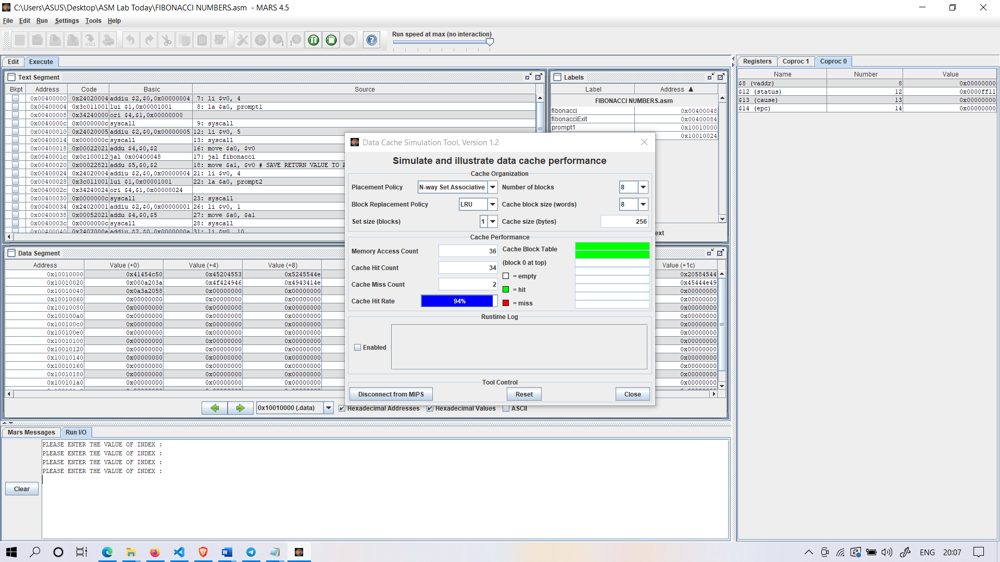 C:\Users\ASUS\Desktop\ASM Lab Today\FIBONACCI NUMBERS.asm - MARS 4.5
File Edit Run Settings Tools Help
Run speed at max (no interaction)
Edit Execute
Registers Coproc 1 Coproc 0
Text Segment
Bkpt Address Code Basic Source
0x00400000 0x24020004 addiu $2,$0,0x00000004 7: li $v0, 4
0x00400004 0x3c011001 lui $1,0x00001001 8: la $a0, prompt1
0x00400008 0x34240000 ori $4,$1,0x00000000
0x0040000c 0x0000000c syscall 9: syscall
0x00400010 0x24020005 addiu $2,$0,0x00000005 12: li $v0, 5
0x00400014 0x0000000c syscall 13: syscall
0x00400018 0x00022021 addu $4,$0,$2 16: move $a0, $v0
0x0040001c 0x0c100012 jal 0x00400048 17: jal fibonacci
0x00400020 0x00022821 addu $5,$0,$2 18: move $a1, $v0 # SAVE RETURN VALUE TO
0x00400024 0x24020004 addiu $2,$0,0x00000004 21: li $v0, 4
0x00400028 0x3c011001 lui $1,0x00001001 22: la $a0, prompt2
0x0040002c 0x34240024 ori $4,$1,0x00000024
0x00400030 0x0000000c syscall 23: syscall
0x00400034 0x24020001 addiu $2,$0,0x00000001 26: li $v0, 1
0x00400038 0x00052021 addu $4,$0,$5 27: move $a0, $a1
0x0040003c 0x0000000c syscall 28: syscall
0x00400040 0x2402000a addiu $2,$0,0x0000000a 31: li $v0, 10
Labels
Label Address ▲
FIBONACCI NUMBERS.asm
fibonacci 0x00400048
fibonacciExit 0x00400084
prompt1 0x10010000
0x10010024
ext
Name Number Value
$8 (vaddr) 8 0x00000000
$12 (status) 12 0x0000ff11
$13 (cause) 13 0x00000000
$14 (epc) 14 0x00000000
Data Cache Simulation Tool, Version 1.2
Simulate and illustrate data cache performance
Cache Organization
Placement Policy N-way Set Associative Number of blocks 8
Block Replacement Policy LRU Cache block size (words) 8
Set size (blocks) 1 Cache size (bytes) 256
Cache Performance
Memory Access Count 36 Cache Block Table
Cache Hit Count 34 (block 0 at top)
= empty
Cache Miss Count 2 = hit
Cache Hit Rate 94% = miss
Runtime Log
Enabled
Tool Control
Disconnect from MIPS Reset Close
Data Segment
Address Value (+0) Value (+4) Value (+8) Value (+1c)
0x10010000 0x41454c50 0x45204553 0x5245544e 0x20584544
0x10010020 0x000a203a 0x4f424946 0x4943414e 0x45444e49
0x10010040 0x0a3a2058 0x00000000 0x00000000 0x00000000
0x10010060 0x00000000 0x00000000 0x00000000 0x00000000
0x10010080 0x00000000 0x00000000 0x00000000 0x00000000
0x100100a0 0x00000000 0x00000000 0x00000000 0x00000000
0x100100c0 0x00000000 0x00000000 0x00000000 0x00000000
0x100100e0 0x00000000 0x00000000 0x00000000 0x00000000
0x10010100 0x00000000 0x00000000 0x00000000 0x00000000
0x10010120 0x00000000 0x00000000 0x00000000 0x00000000
0x10010140 0x00000000 0x00000000 0x00000000 0x00000000
0x10010160 0x00000000 0x00000000 0x00000000 0x00000000
0x10010180 0x00000000 0x00000000 0x00000000 0x00000000
0x100101a0 0x00000000 0x00000000 0x00000000 0x00000000
0x10010000 (.data) Hexadecimal Addresses Hexadecimal Values ASCII
Mars Messages Run I/O
PLEASE ENTER THE VALUE OF INDEX :
PLEASE ENTER THE VALUE OF INDEX :
PLEASE ENTER THE VALUE OF INDEX :
PLEASE ENTER THE VALUE OF INDEX :
Clear
ENG 20:07